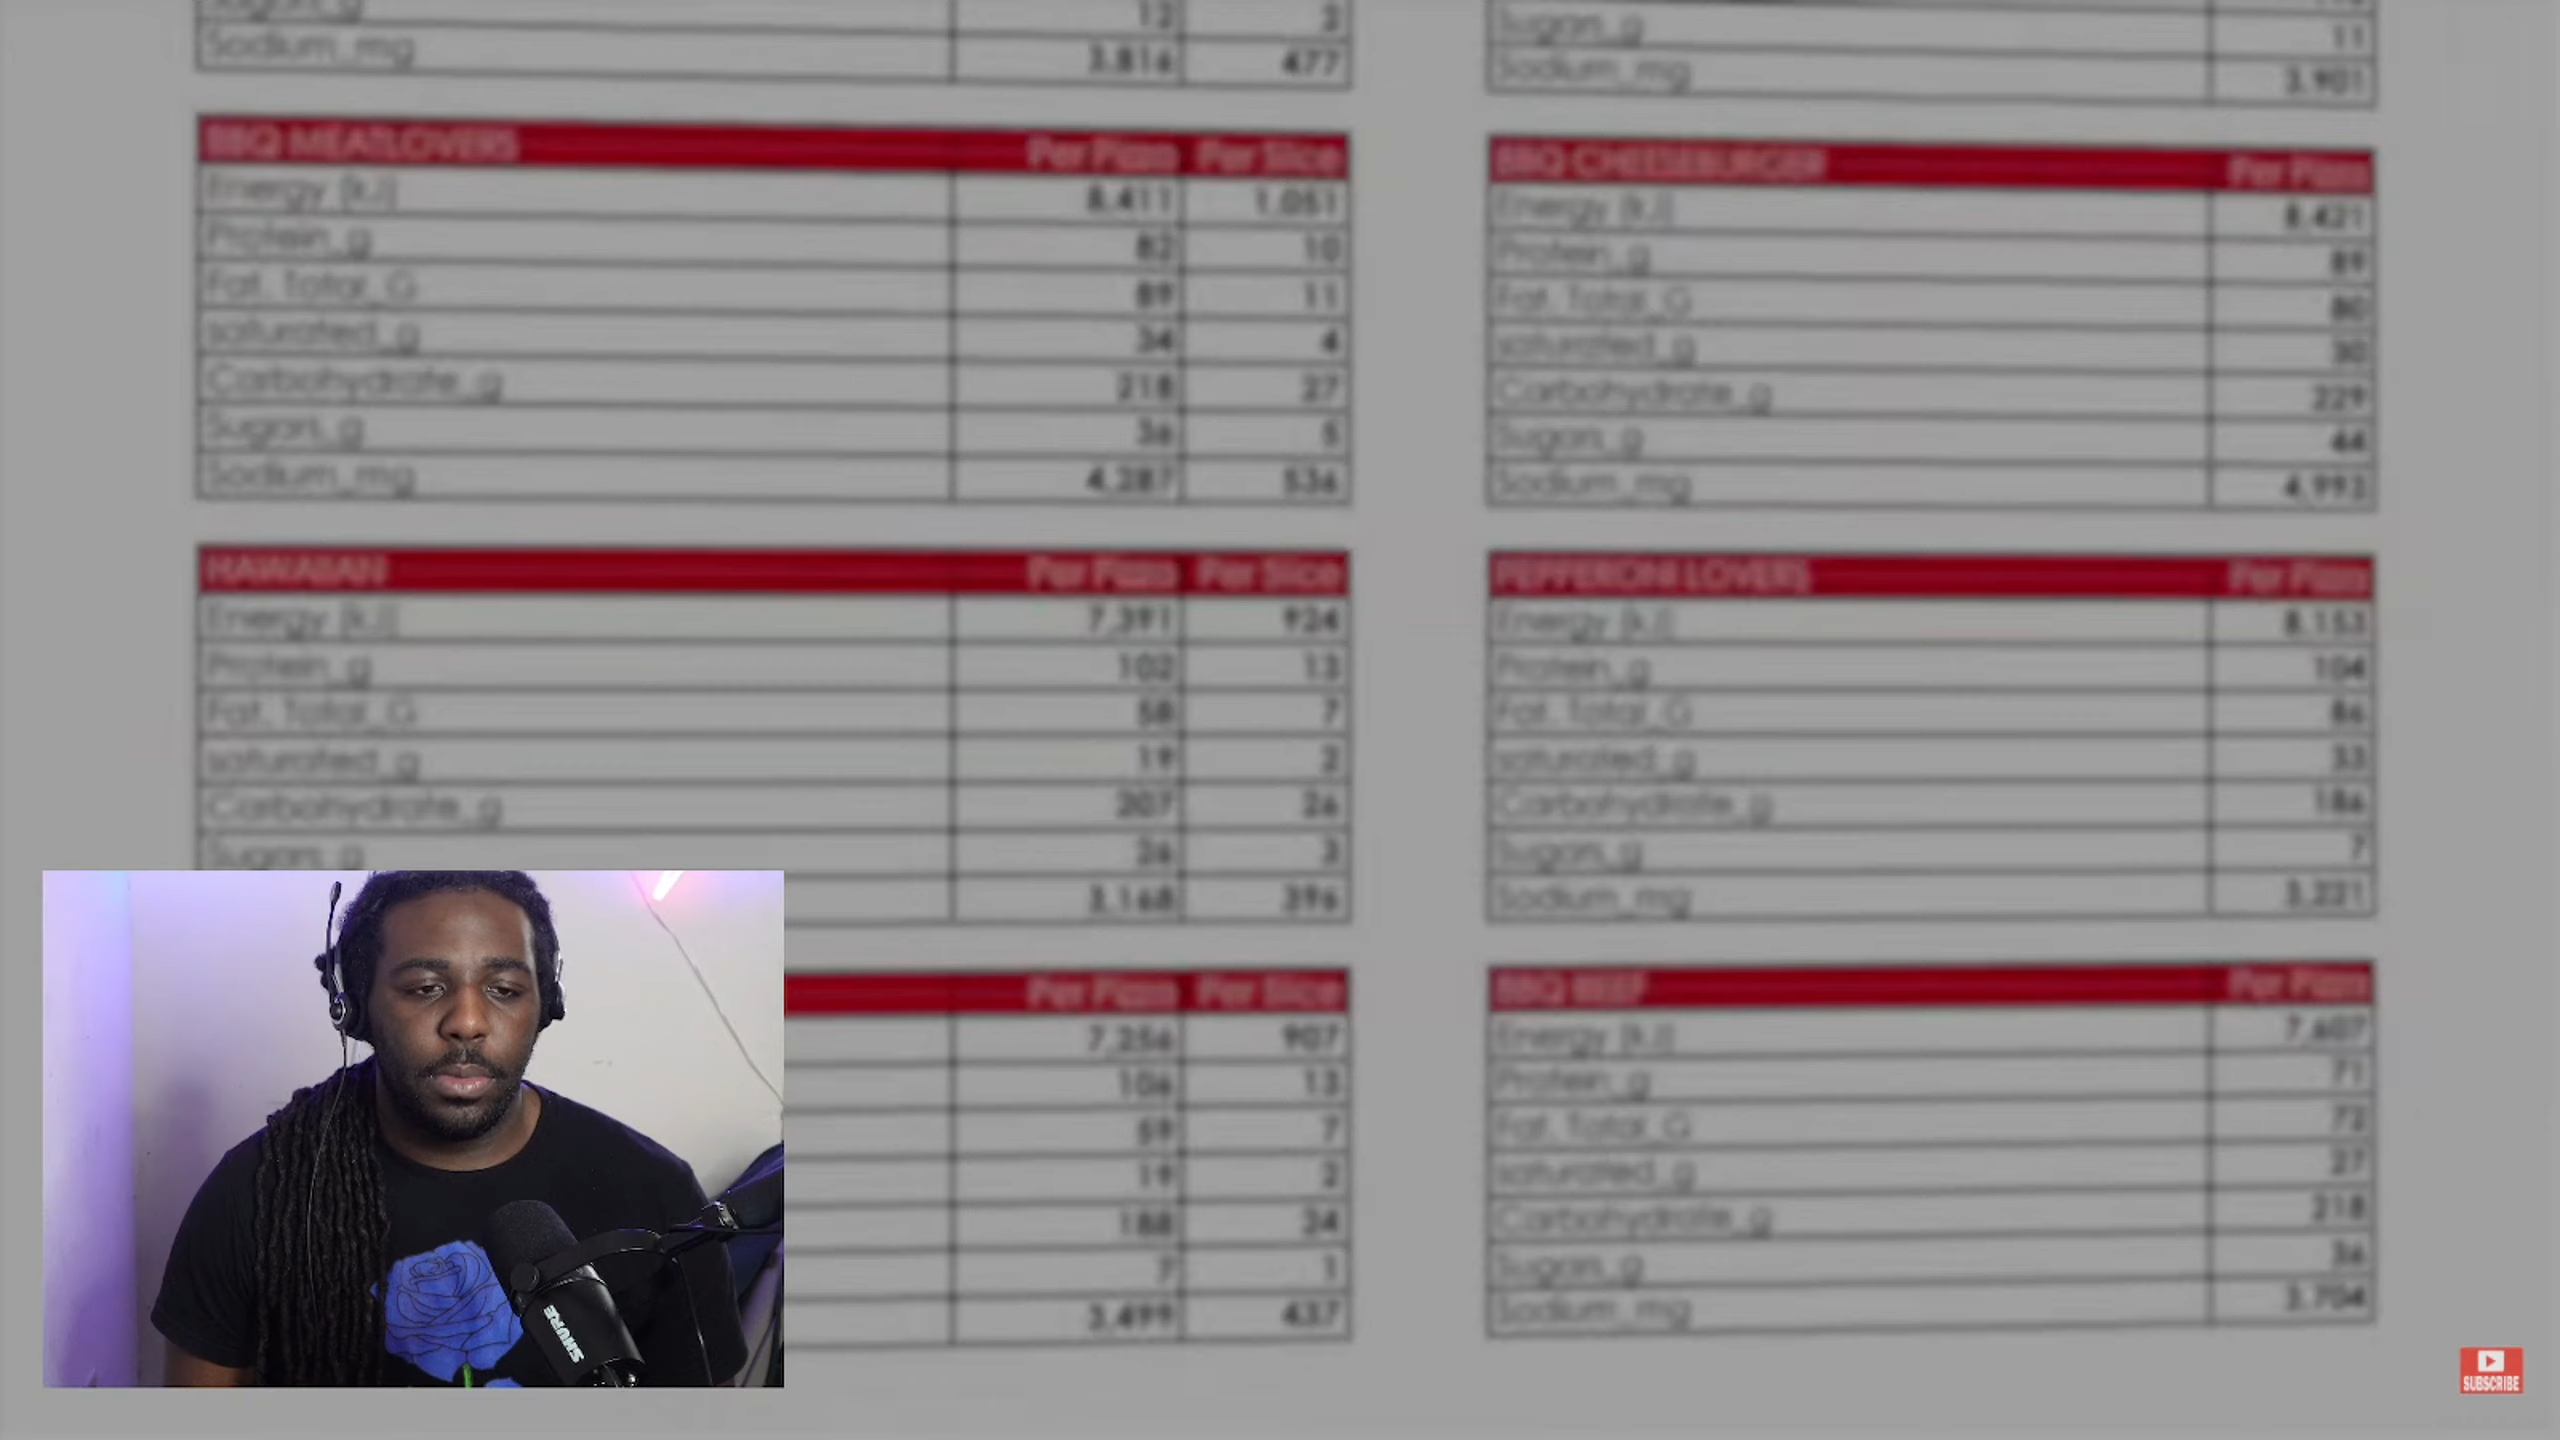 12 2
Sodium_mg 3,816 477
BBQ MEATLOVERS Per Pizza Per Slice
Energy (kJ) 8,411 1,051
Protein_g 82 10
Fat, Total_G 89 11
saturated_g 34 4
Carbohydrate_g 218 27
Sugars_g 36 5
Sodium_mg 4,287 536
HAWAIIAN Per Pizza Per Slice
Energy (kJ) 7,391 924
Protein_g 102 13
Fat, Total_G 58 7
saturated_g 19 2
Carbohydrate_g 207 26
Sugars_g 26 3
3,168 396
Per Pizza Per Slice
7,256 907
106 13
59 7
19 2
188 24
7 1
3,499 437
Sugars_g 11
Sodium_mg 3,901
BBQ CHEESEBURGER Per Pizza
Energy (kJ) 8,421
Protein_g 89
Fat, Total_G 80
saturated_g 30
Carbohydrate_g 229
Sugars_g 44
Sodium_mg 4,993
PEPPERONI LOVERS Per Pizza
Energy (kJ) 8,153
Protein_g 104
Fat, Total_G 86
saturated_g 33
Carbohydrate_g 186
Sugars_g 7
Sodium_mg 3,221
BBQ BEEF Per Pizza
Energy (kJ) 7,607
Protein_g 71
Fat, Total_G 72
saturated_g 27
Carbohydrate_g 218
Sugars_g 36
Sodium_mg 3,704
SHURE
SUBSCRIBE